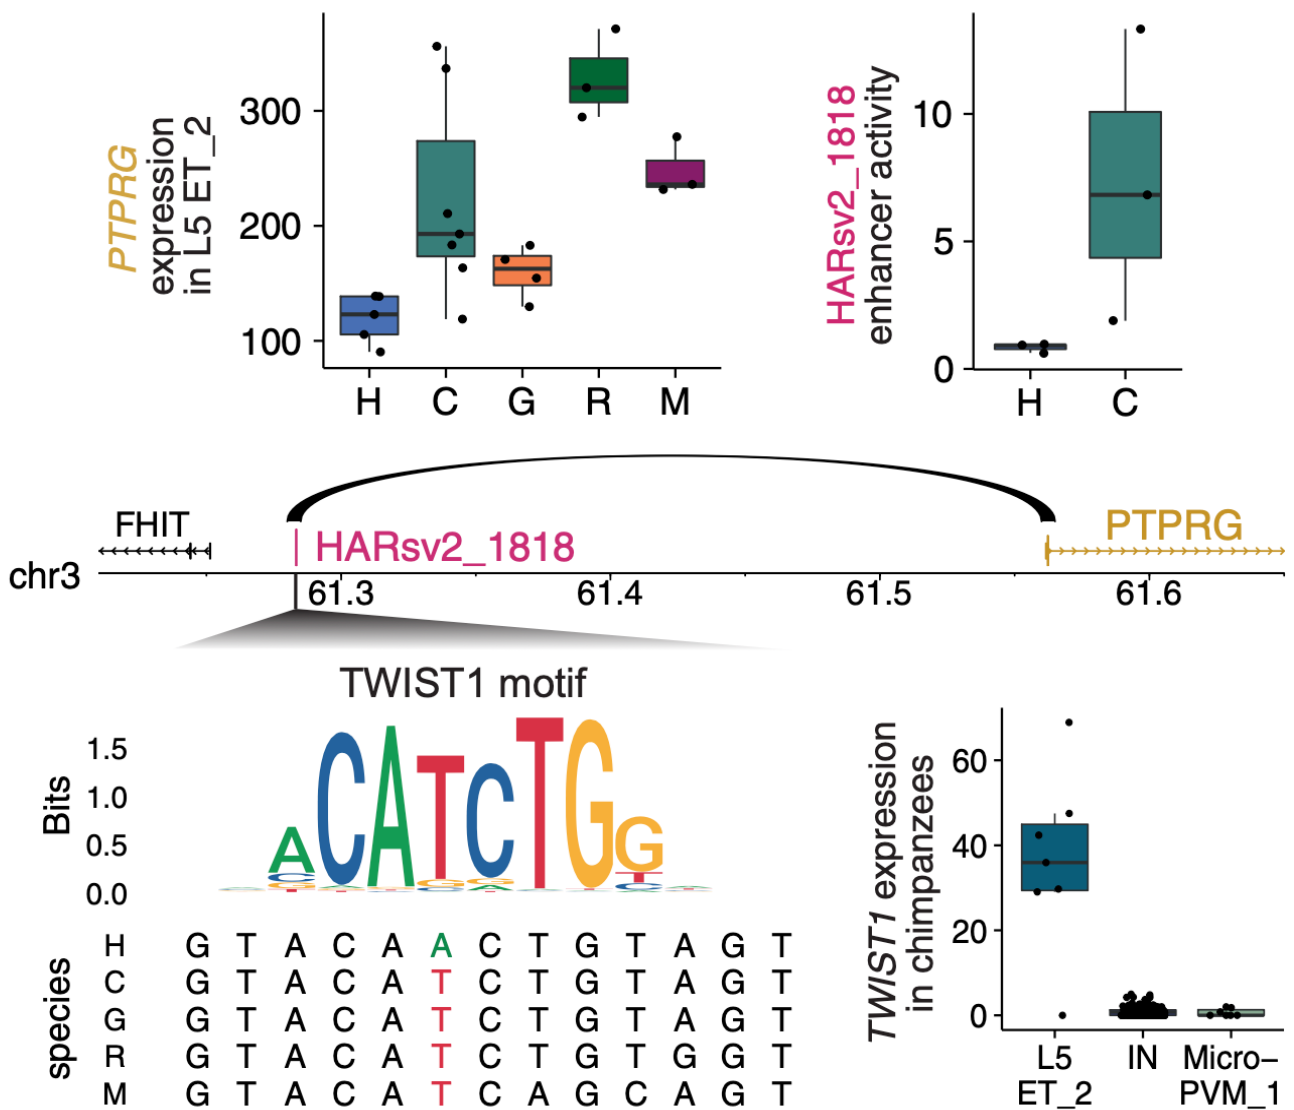 PTPRG
expression
in L5 ET_2
300
200
100
H C G R M
HARsv2_1818
enhancer activity
10
5
0
H C
FHIT
HARsv2_1818
PTPRG
chr3
61.3 61.4 61.5 61.6
TWIST1 motif
Bits
1.5
1.0
0.5
0.0
ACATCTGG
species
H G T A C A A C T G T A G T
C G T A C A T C T G T A G T
G G T A C A T C T G T A G T
R G T A C A T C T G T G G T
M G T A C A T C A G C A G T
TWIST1 expression
in chimpanzees
60
40
20
0
L5 IN Micro–
ET_2 PVM_1